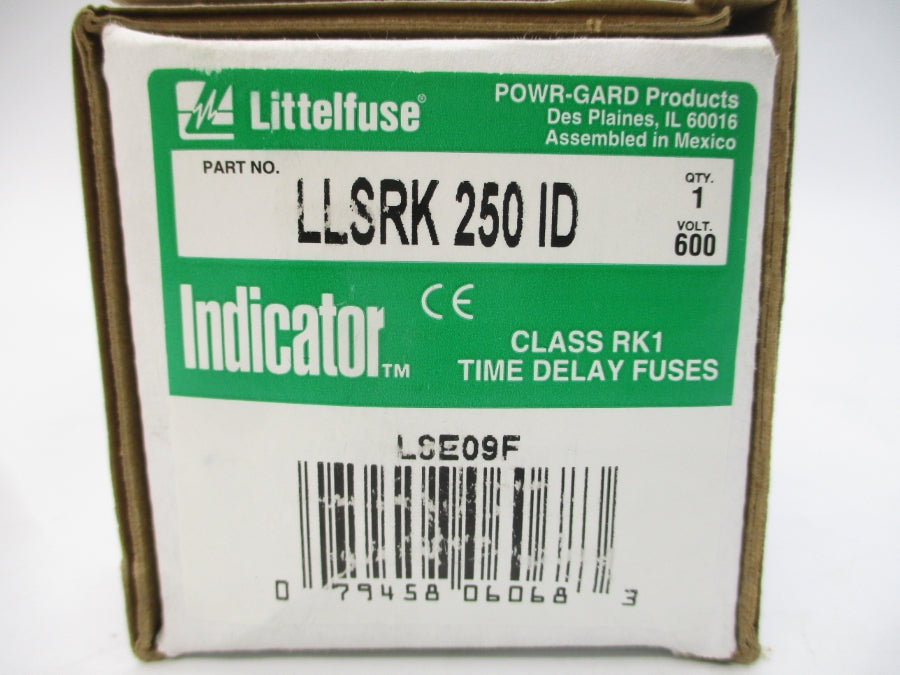 Littelfuse®
POWR-GARD Products
Des Plaines, IL 60016
Assembled in Mexico
PART NO.
LLSRK 250 ID
QTY.
1
VOLT.
600
Indicator™
CE
CLASS RK1
TIME DELAY FUSES
LSE09F
0 79458 06068 3